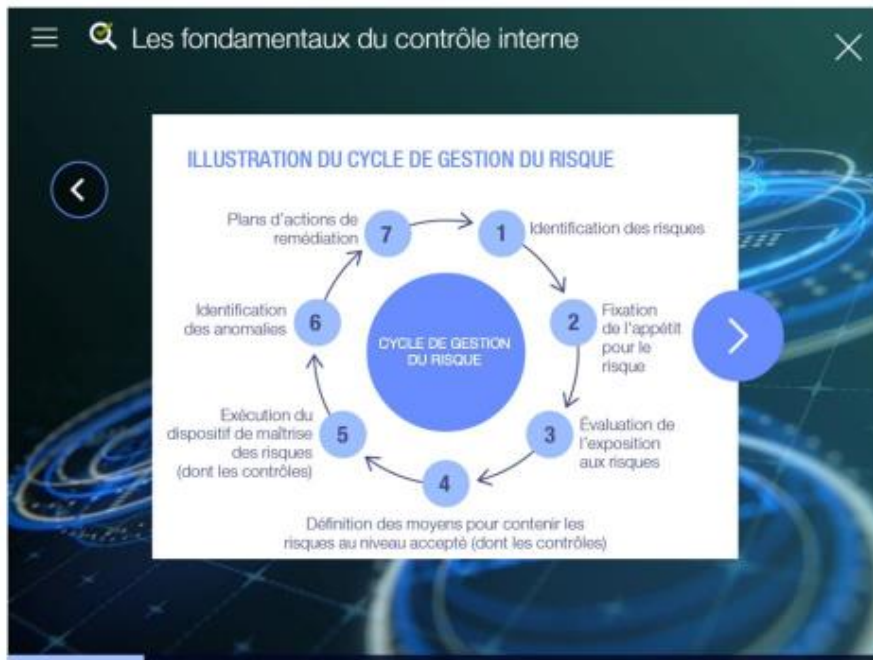 Les fondamentaux du contrôle interne
ILLUSTRATION DU CYCLE DE GESTION DU RISQUE
Plans d'actions de
remédiation
7
1
Identification des risques
Identification
des anomalies
6
2
Fixation
de l'appétit
pour le
risque
CYCLE DE GESTION
DU RISQUE
Exécution du
dispositif de maîtrise
des risques
(dont les contrôles)
5
3
Évaluation de
l'exposition
aux risques
4
Définition des moyens pour contenir les
risques au niveau accepté (dont les contrôles)